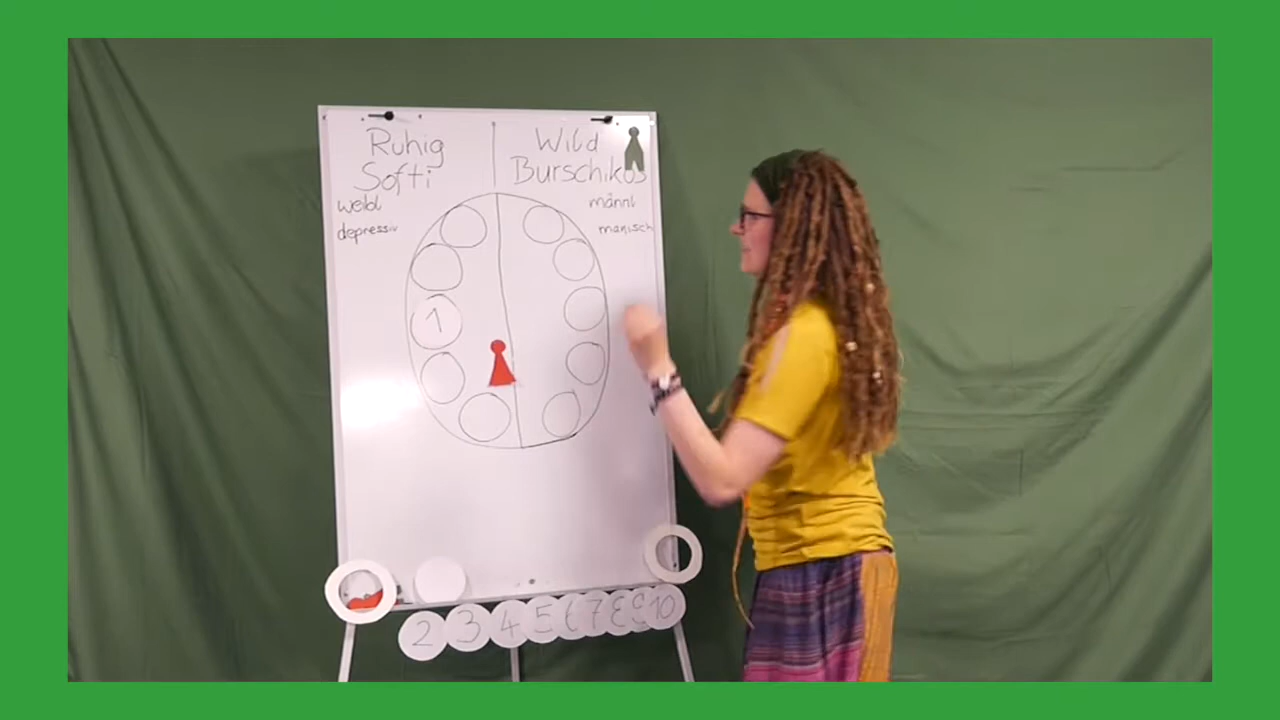 Ruhig
Softi
weibl
depressiv
Wild
Burschikos
männl
manisch
1
2 3 4 5 6 7 8 9 10